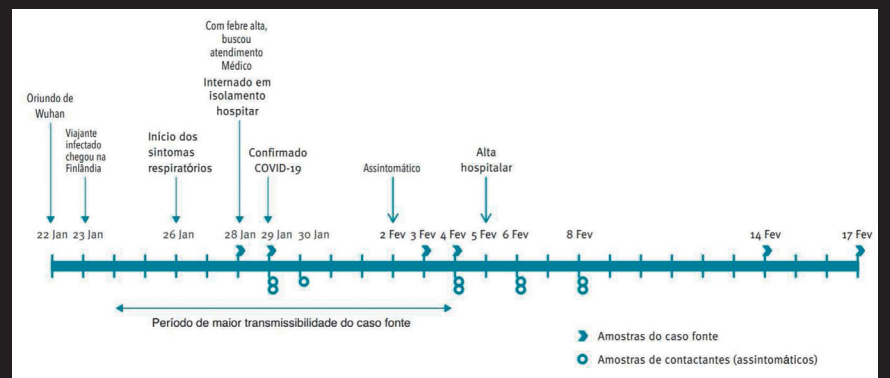 Com febre alta,
buscou
atendimento
Médico
Internado em
isolamento
hospitar
Oriundo de
Wuhan
Viajante
infectado
chegou na
Finlândia
Início dos
sintomas
respiratórios
Confirmado
COVID-19
Assintomático
Alta
hospitalar
22 Jan 23 Jan 26 Jan 28 Jan 29 Jan 30 Jan 2 Fev 3 Fev 4 Fev 5 Fev 6 Fev 8 Fev 14 Fev 17 Fev
Período de maior transmissibilidade do caso fonte
Amostras do caso fonte
Amostras de contactantes (assintomáticos)